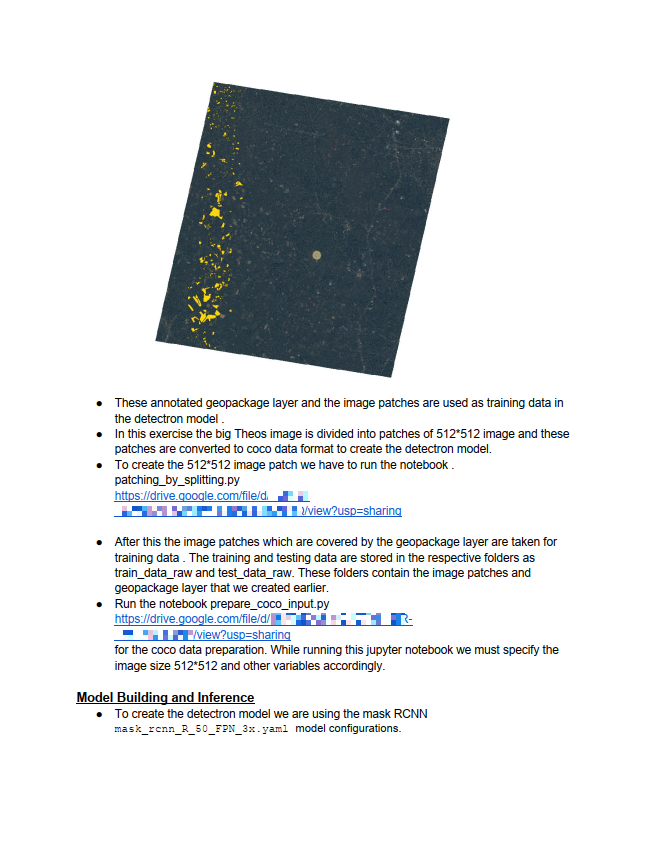 ● These annotated geopackage layer and the image patches are used as training data in
the detectron model .
● In this exercise the big Theos image is divided into patches of 512*512 image and these
patches are converted to coco data format to create the detectron model.
● To create the 512*512 image patch we have to run the notebook .
patching_by_splitting.py
https://drive.google.com/file/d/
/view?usp=sharing
● After this the image patches which are covered by the geopackage layer are taken for
training data . The training and testing data are stored in the respective folders as
train_data_raw and test_data_raw. These folders contain the image patches and
geopackage layer that we created earlier.
● Run the notebook prepare_coco_input.py
https://drive.google.com/file/d/
/view?usp=sharing
for the coco data preparation. While running this jupyter notebook we must specify the
image size 512*512 and other variables accordingly.
Model Building and Inference
● To create the detectron model we are using the mask RCNN
mask_rcnn_R_50_FPN_3x.yaml model configurations.